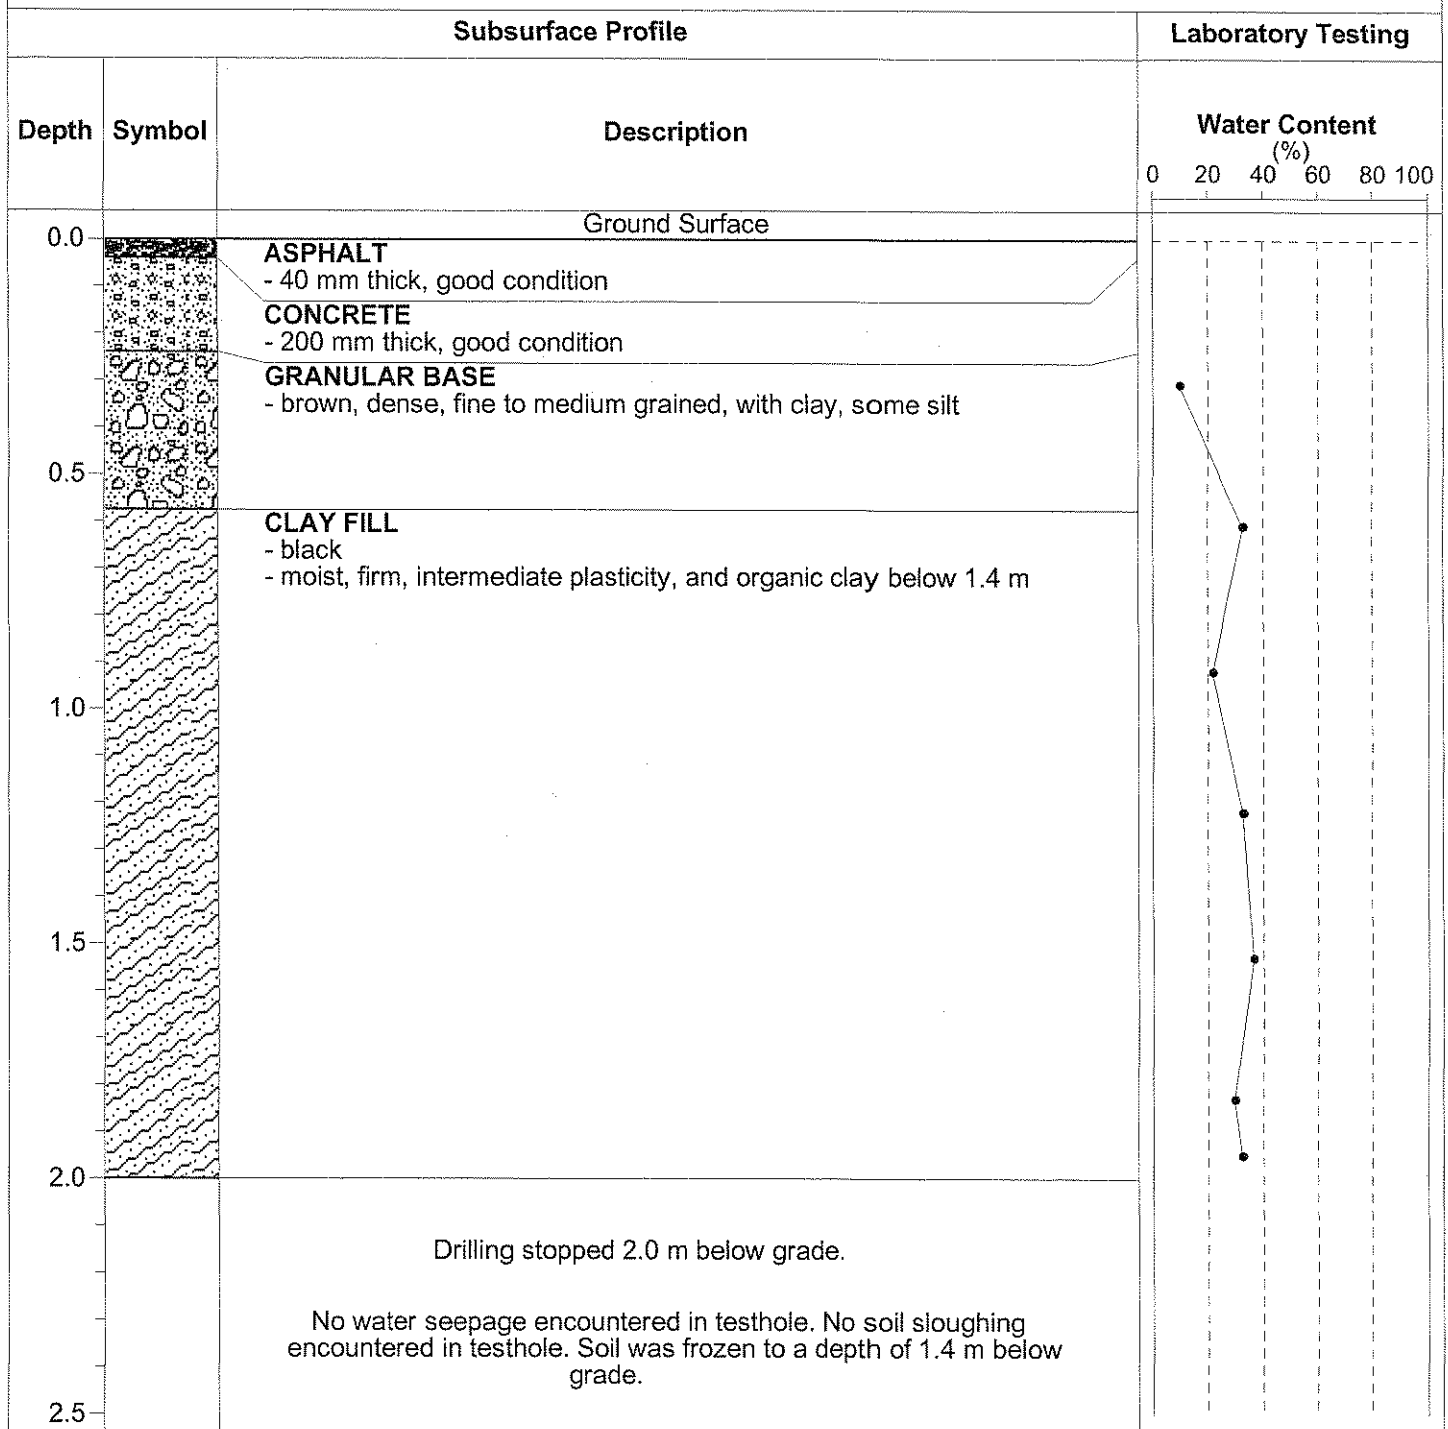 Subsurface Profile
Laboratory Testing
Depth
Symbol
Description
Water Content
(%)
0 20 40 60 80 100
Ground Surface
0.0
ASPHALT
- 40 mm thick, good condition
CONCRETE
- 200 mm thick, good condition
GRANULAR BASE
- brown, dense, fine to medium grained, with clay, some silt
0.5
CLAY FILL
- black
- moist, firm, intermediate plasticity, and organic clay below 1.4 m
1.0
1.5
2.0
Drilling stopped 2.0 m below grade.
No water seepage encountered in testhole. No soil sloughing
encountered in testhole. Soil was frozen to a depth of 1.4 m below
grade.
2.5